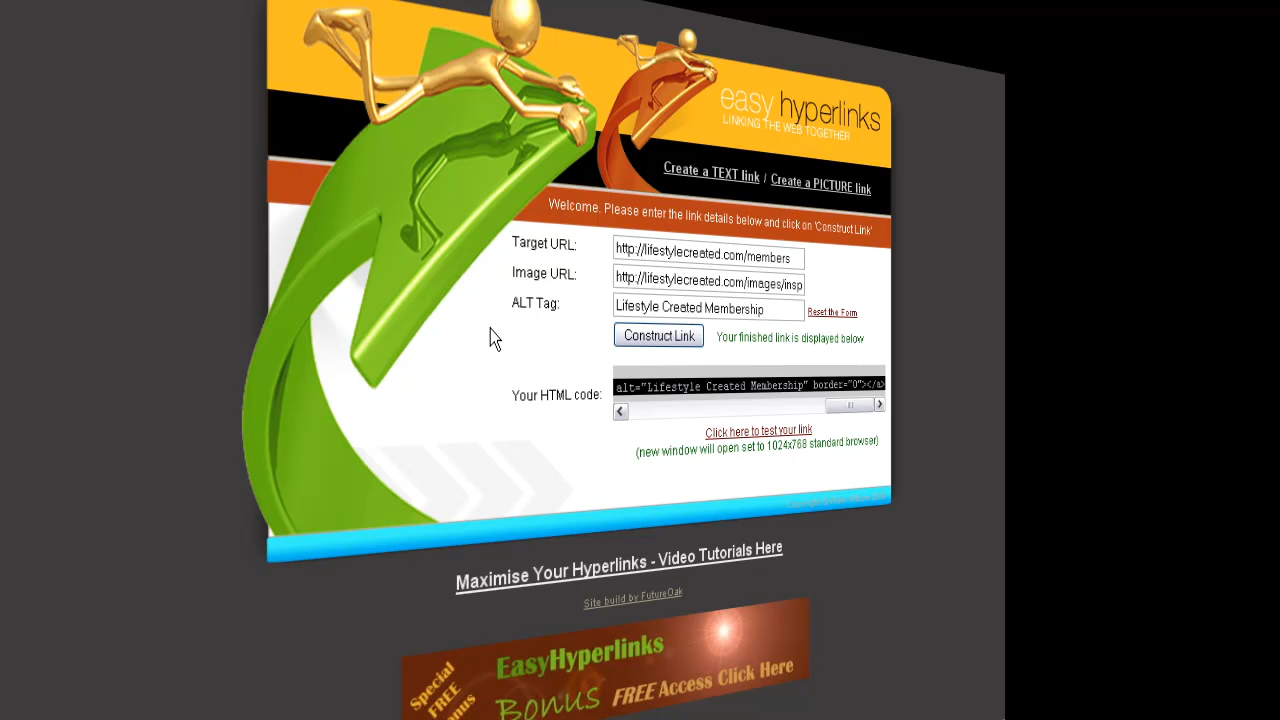 easy hyperlinks
LINKING THE WEB TOGETHER
Create a TEXT link / Create a PICTURE link
Welcome. Please enter the link details below and click on 'Construct Link'
Target URL: http://lifestylecreated.com/members
Image URL: http://lifestylecreated.com/images/insp
ALT Tag: Lifestyle Created Membership Reset the Form
Construct Link Your finished link is displayed below
Your HTML code: alt="Lifestyle Created Membership" border="0"></a>
Click here to test your link
(new window will open set to 1024x768 standard browser)
Maximise Your Hyperlinks - Video Tutorials Here
Site build by FutureOak
Special
FREE
Bonus
EasyHyperlinks
BONUS FREE Access Click Here